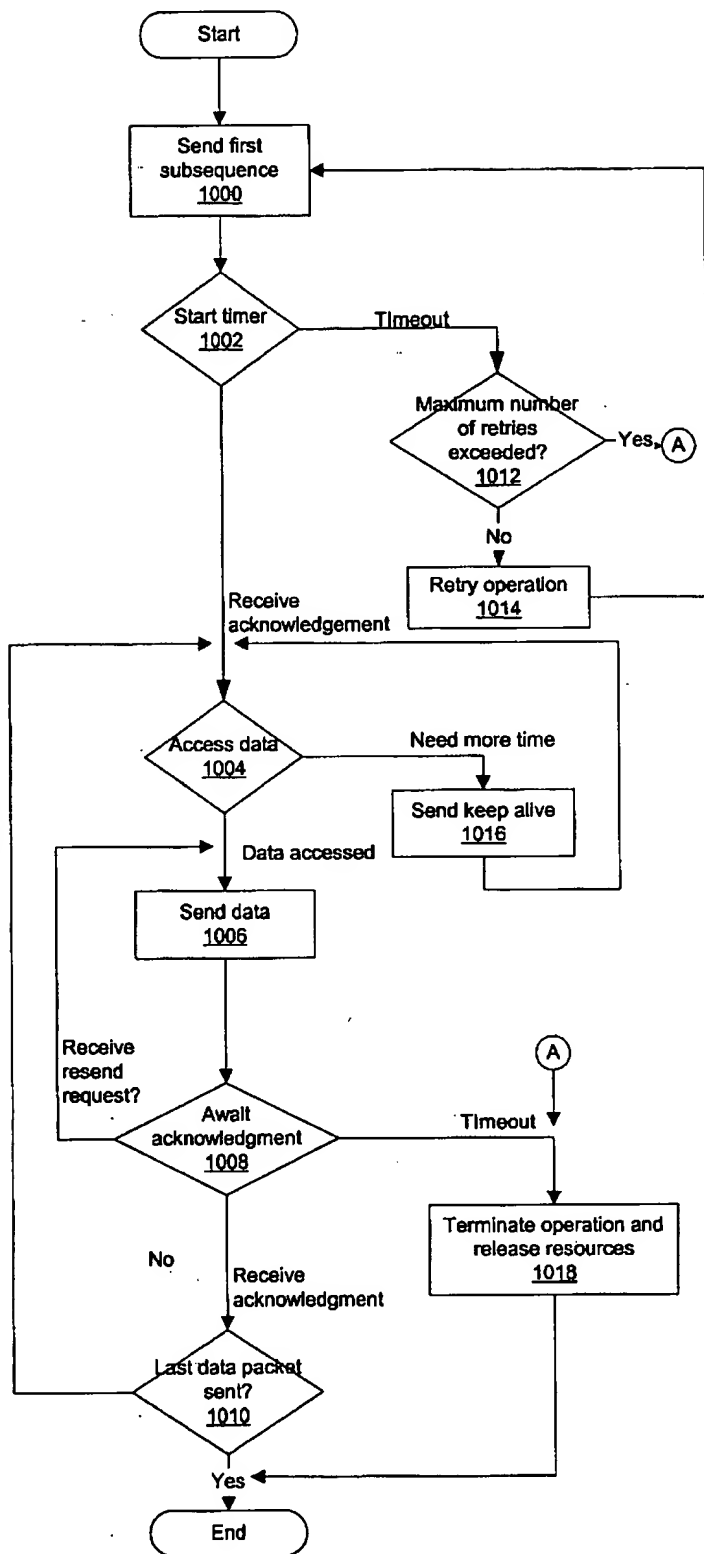 Start
Send first
subsequence
1000
Start timer
1002
Timeout
Maximum number
of retries
exceeded?
1012
Yes
A
No
Retry operation
1014
Receive
acknowledgement
Access data
1004
Need more time
Send keep alive
1016
Data accessed
Send data
1006
Receive
resend
request?
A
Await
acknowledgment
1008
Timeout
Terminate operation and
release resources
1018
No
Receive
acknowledgment
Last data packet
sent?
1010
Yes
End